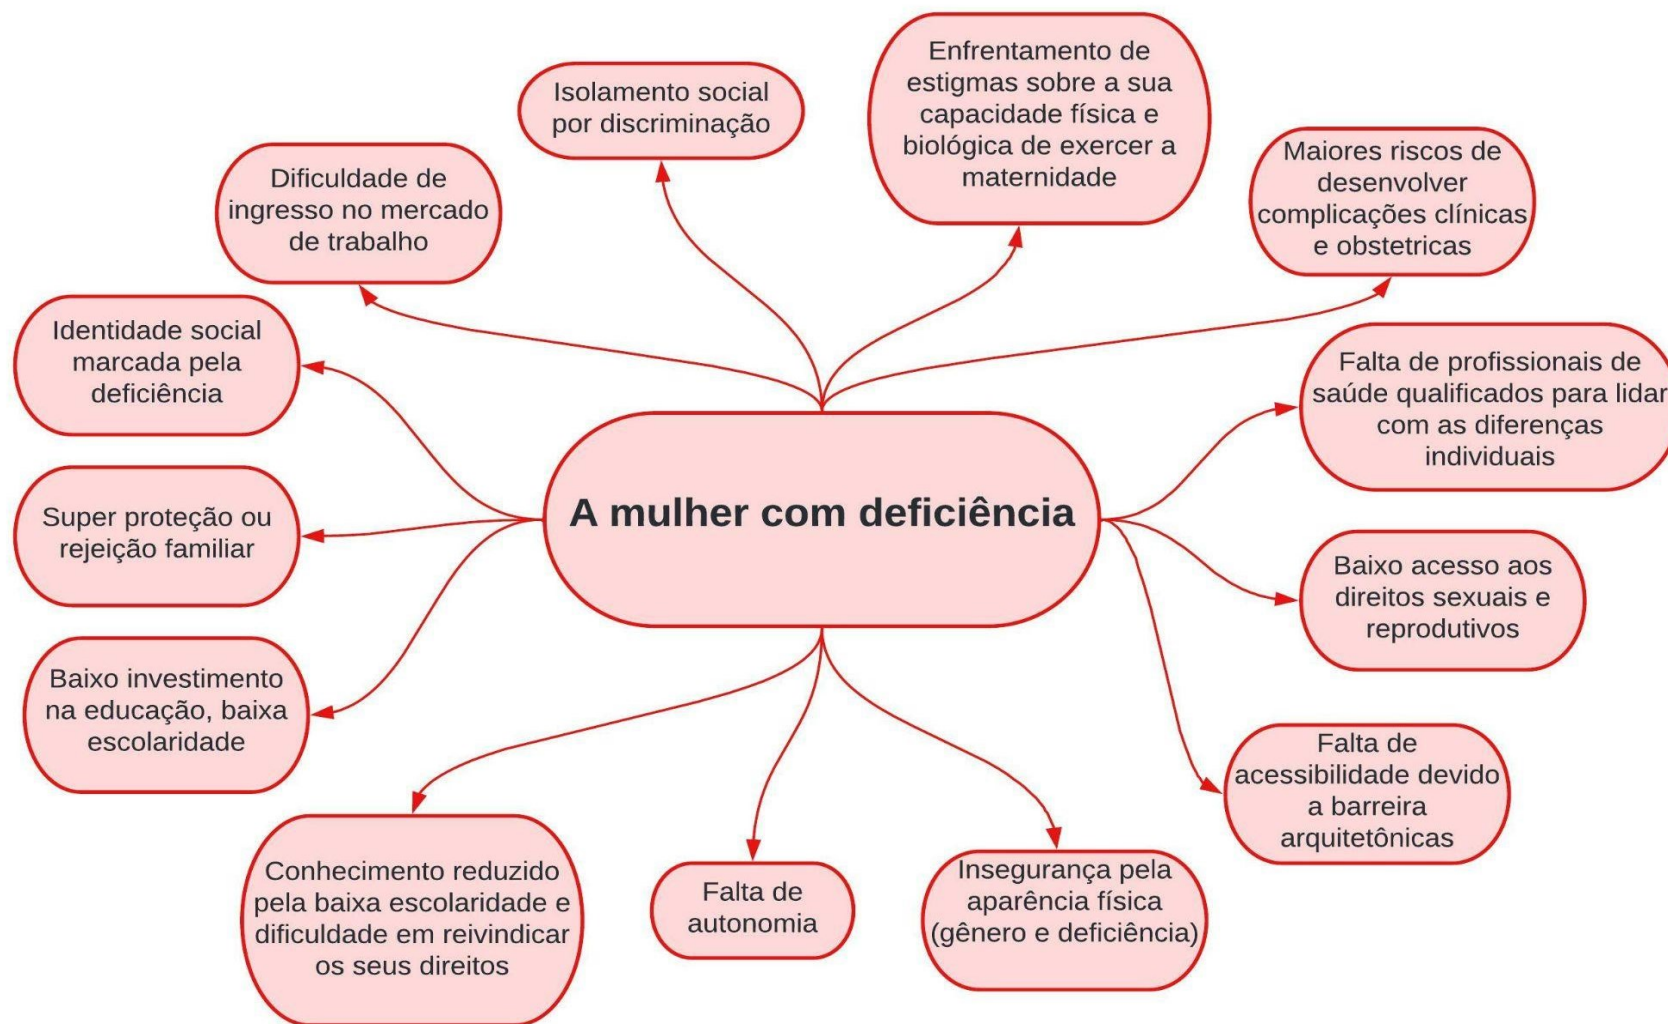 Enfrentamento de
estigmas sobre a sua
capacidade física e
biológica de exercer a
maternidade
Isolamento social
por discriminação
Maiores riscos de
desenvolver
complicações clínicas
e obstetricas
Dificuldade de
ingresso no mercado
de trabalho
Identidade social
marcada pela
deficiência
Falta de profissionais de
saúde qualificados para lidar
com as diferenças
individuais
A mulher com deficiência
Super proteção ou
rejeição familiar
Baixo acesso aos
direitos sexuais e
reprodutivos
Baixo investimento
na educação, baixa
escolaridade
Falta de
acessibilidade devido
a barreira
arquitetônicas
Conhecimento reduzido
pela baixa escolaridade e
dificuldade em reivindicar
os seus direitos
Falta de
autonomia
Insegurança pela
aparência física
(gênero e deficiência)